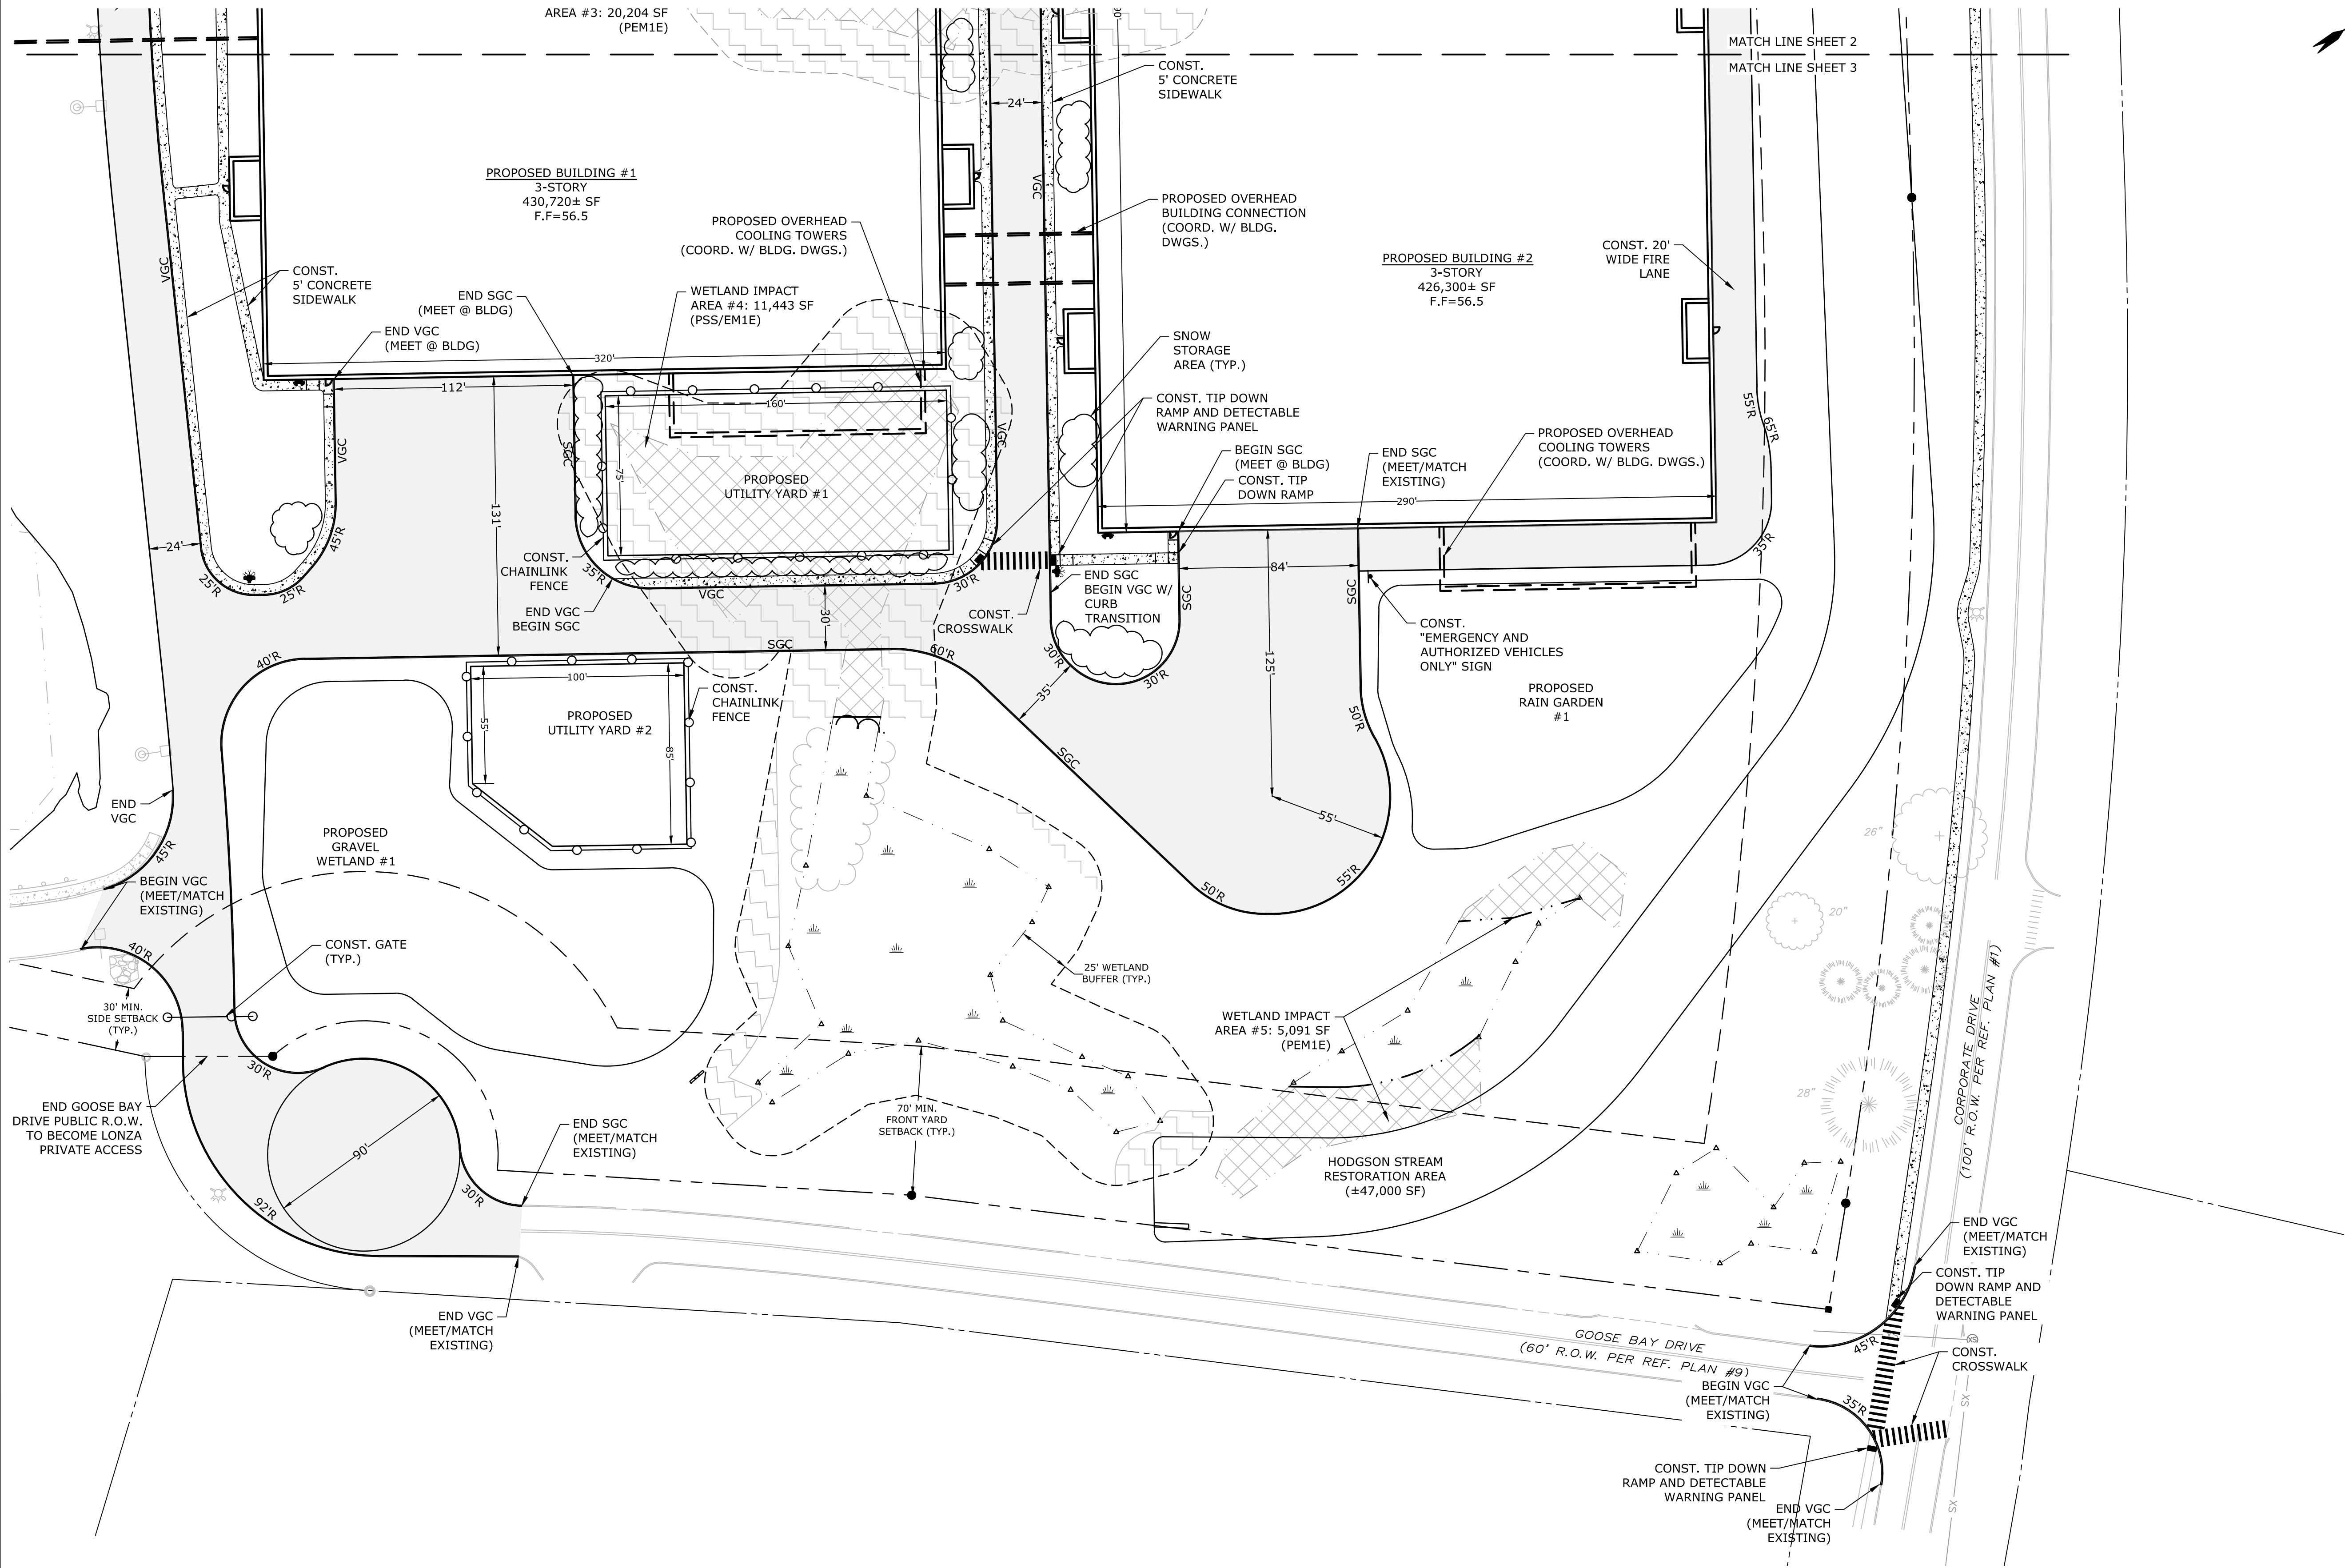 AREA #3: 20,204 SF
(PEM1E)
MATCH LINE SHEET 2
MATCH LINE SHEET 3
CONST.
5' CONCRETE
SIDEWALK
24'
VGC
PROPOSED BUILDING #1
3-STORY
430,720± SF
F.F=56.5
PROPOSED OVERHEAD
COOLING TOWERS
(COORD. W/ BLDG. DWGS.)
PROPOSED OVERHEAD
BUILDING CONNECTION
(COORD. W/ BLDG.
DWGS.)
PROPOSED BUILDING #2
3-STORY
426,300± SF
F.F=56.5
CONST. 20'
WIDE FIRE
LANE
VGC
CONST.
5' CONCRETE
SIDEWALK
END SGC
(MEET @ BLDG)
WETLAND IMPACT
AREA #4: 11,443 SF
(PSS/EM1E)
END VGC
(MEET @ BLDG)
SNOW
STORAGE
AREA (TYP.)
320'
112'
160'
75'
CONST. TIP DOWN
RAMP AND DETECTABLE
WARNING PANEL
55'R
65'R
VGC
SGC
VGC
PROPOSED
UTILITY YARD #1
BEGIN SGC
(MEET @ BLDG)
CONST. TIP
DOWN RAMP
END SGC
(MEET/MATCH
EXISTING)
PROPOSED OVERHEAD
COOLING TOWERS
(COORD. W/ BLDG. DWGS.)
290'
131'
24'
45'R
25'R
25'R
CONST.
CHAINLINK
FENCE
35'R
30'R
35'R
END VGC
BEGIN SGC
VGC
30'
CONST.
CROSSWALK
END SGC
BEGIN VGC W/
CURB
TRANSITION
84'
SGC
SGC
CONST.
"EMERGENCY AND
AUTHORIZED VEHICLES
ONLY" SIGN
SGC
60'R
30'R
30'R
35'
125'
40'R
100'
55'
85'
PROPOSED
UTILITY YARD #2
CONST.
CHAINLINK
FENCE
PROPOSED
RAIN GARDEN
#1
50'R
SGC
55'
55'R
50'R
END
VGC
45'R
PROPOSED
GRAVEL
WETLAND #1
26"
20"
28"
BEGIN VGC
(MEET/MATCH
EXISTING)
40'R
CONST. GATE
(TYP.)
25' WETLAND
BUFFER (TYP.)
30' MIN.
SIDE SETBACK
(TYP.)
WETLAND IMPACT
AREA #5: 5,091 SF
(PEM1E)
CORPORATE DRIVE
(100' R.O.W. PER REF. PLAN #1)
30'R
END GOOSE BAY
DRIVE PUBLIC R.O.W.
TO BECOME LONZA
PRIVATE ACCESS
90'
92'R
30'R
END SGC
(MEET/MATCH
EXISTING)
70' MIN.
FRONT YARD
SETBACK (TYP.)
HODGSON STREAM
RESTORATION AREA
(±47,000 SF)
END VGC
(MEET/MATCH
EXISTING)
CONST. TIP
DOWN RAMP AND
DETECTABLE
WARNING PANEL
END VGC
(MEET/MATCH
EXISTING)
GOOSE BAY DRIVE
(60' R.O.W. PER REF. PLAN #9)
45'R
CONST.
CROSSWALK
BEGIN VGC
(MEET/MATCH
EXISTING)
35'R
SX
CONST. TIP DOWN
RAMP AND DETECTABLE
WARNING PANEL
END VGC
(MEET/MATCH
EXISTING)
SX